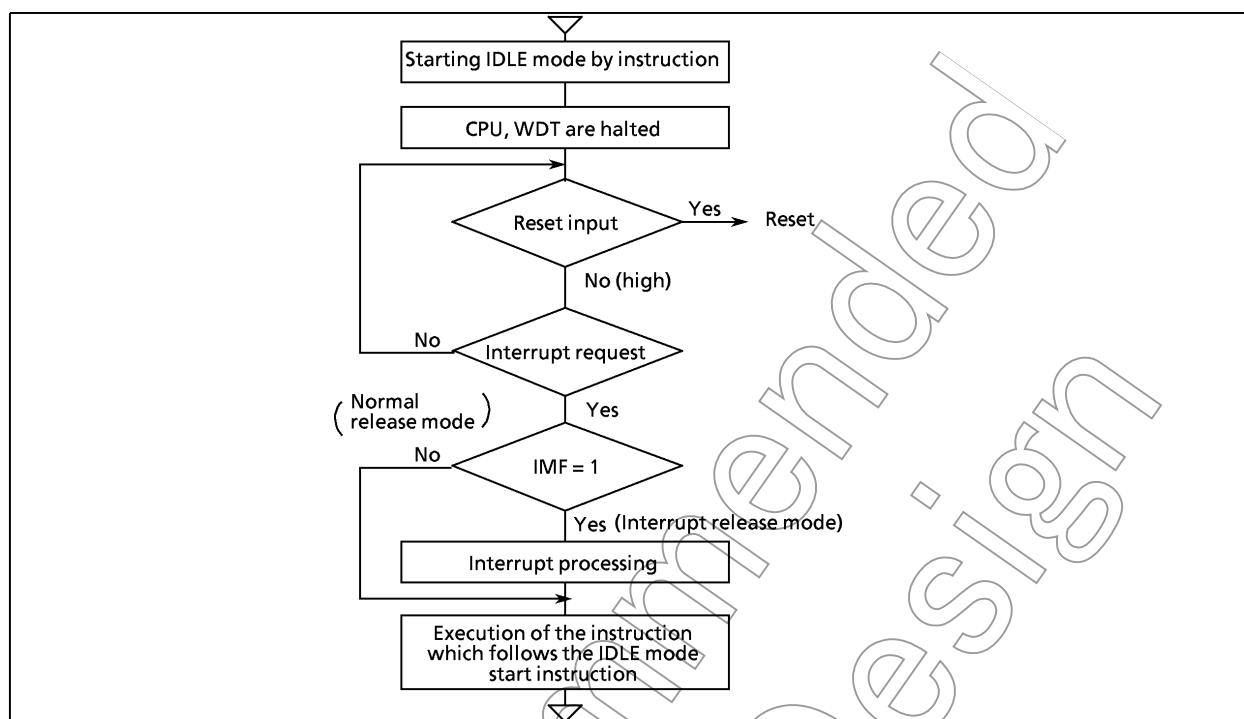 Starting IDLE mode by instruction
CPU, WDT are halted
Reset input
Yes
Reset
No (high)
Interrupt request
No
Yes
(Normal
release mode)
IMF = 1
No
Yes (Interrupt release mode)
Interrupt processing
Execution of the instruction
which follows the IDLE mode
start instruction
mmended
Design